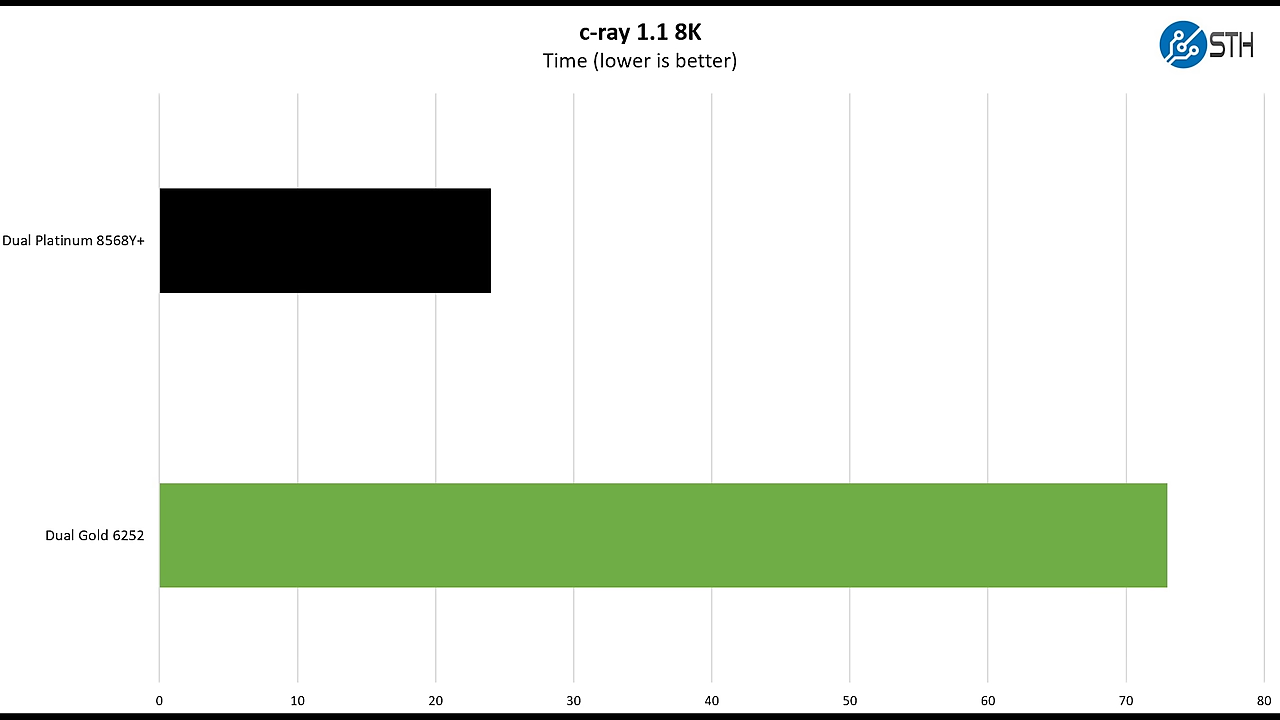 c-ray 1.1 8K
Time (lower is better)
STH
Dual Platinum 8568Y+
Dual Gold 6252
0 10 20 30 40 50 60 70 80